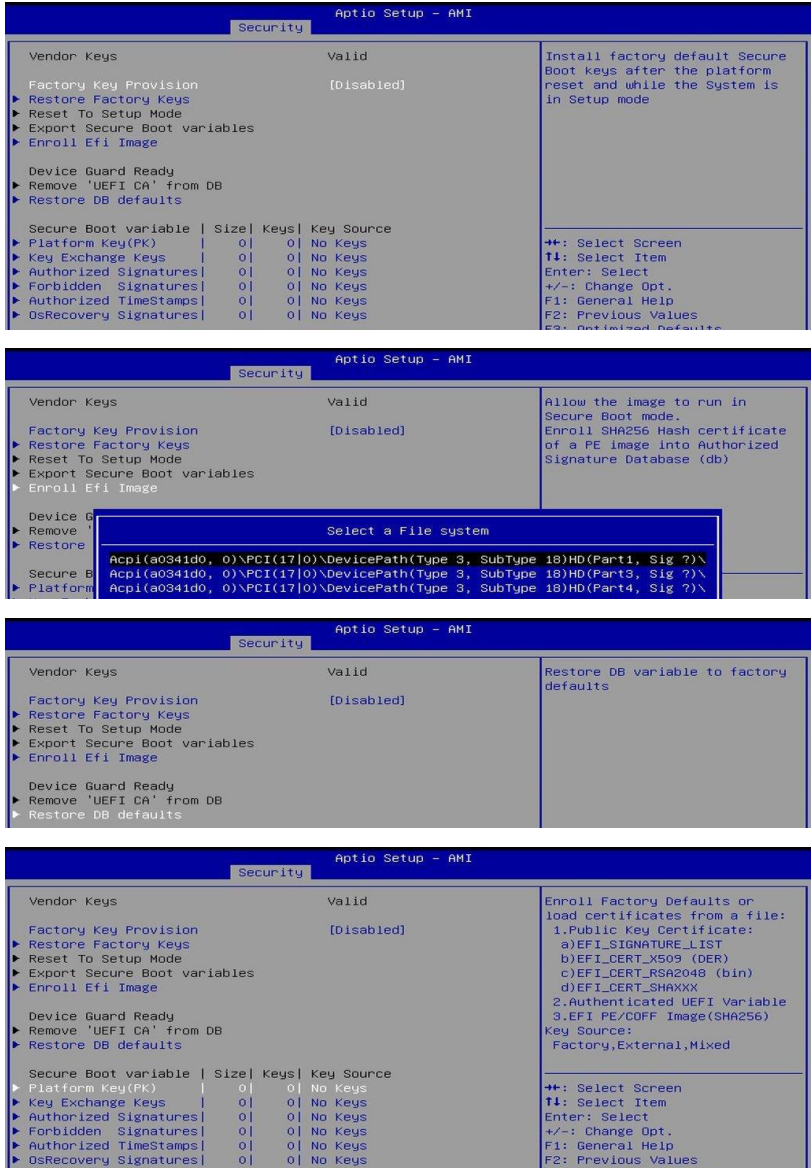 Aptio Setup – AMI
Security
Vendor Keys Valid
Factory Key Provision [Disabled]
▶ Restore Factory Keys
▶ Reset To Setup Mode
▶ Export Secure Boot variables
▶ Enroll Efi Image
Device Guard Ready
▶ Remove 'UEFI CA' from DB
▶ Restore DB defaults
Secure Boot variable | Size| Keys| Key Source
▶ Platform Key(PK) | 0| 0| No Keys
▶ Key Exchange Keys | 0| 0| No Keys
▶ Authorized Signatures| 0| 0| No Keys
▶ Forbidden Signatures| 0| 0| No Keys
▶ Authorized TimeStamps| 0| 0| No Keys
▶ OsRecovery Signatures| 0| 0| No Keys
Install factory default Secure
Boot keys after the platform
reset and while the System is
in Setup mode
→←: Select Screen
↑↓: Select Item
Enter: Select
+/-: Change Opt.
F1: General Help
F2: Previous Values
F3: Optimized Defaults
Aptio Setup – AMI
Security
Vendor Keys Valid
Factory Key Provision [Disabled]
▶ Restore Factory Keys
▶ Reset To Setup Mode
▶ Export Secure Boot variables
▶ Enroll Efi Image
Device G
▶ Remove '
▶ Restore
Secure B
▶ Platform
Allow the image to run in
Secure Boot mode.
Enroll SHA256 Hash certificate
of a PE image into Authorized
Signature Database (db)
Select a File system
Acpi(a0341d0, 0)\PCI(17|0)\DevicePath(Type 3, SubType 18)HD(Part1, Sig ?)\
Acpi(a0341d0, 0)\PCI(17|0)\DevicePath(Type 3, SubType 18)HD(Part3, Sig ?)\
Acpi(a0341d0, 0)\PCI(17|0)\DevicePath(Type 3, SubType 18)HD(Part4, Sig ?)\
Aptio Setup – AMI
Security
Vendor Keys Valid
Factory Key Provision [Disabled]
▶ Restore Factory Keys
▶ Reset To Setup Mode
▶ Export Secure Boot variables
▶ Enroll Efi Image
Device Guard Ready
▶ Remove 'UEFI CA' from DB
▶ Restore DB defaults
Restore DB variable to factory
defaults
Aptio Setup – AMI
Security
Vendor Keys Valid
Factory Key Provision [Disabled]
▶ Restore Factory Keys
▶ Reset To Setup Mode
▶ Export Secure Boot variables
▶ Enroll Efi Image
Device Guard Ready
▶ Remove 'UEFI CA' from DB
▶ Restore DB defaults
Secure Boot variable | Size| Keys| Key Source
▶ Platform Key(PK) | 0| 0| No Keys
▶ Key Exchange Keys | 0| 0| No Keys
▶ Authorized Signatures| 0| 0| No Keys
▶ Forbidden Signatures| 0| 0| No Keys
▶ Authorized TimeStamps| 0| 0| No Keys
▶ OsRecovery Signatures| 0| 0| No Keys
Enroll Factory Defaults or
load certificates from a file:
1.Public Key Certificate:
a)EFI_SIGNATURE_LIST
b)EFI_CERT_X509 (DER)
c)EFI_CERT_RSA2048 (bin)
d)EFI_CERT_SHAXXX
2.Authenticated UEFI Variable
3.EFI PE/COFF Image(SHA256)
Key Source:
Factory,External,Mixed
→←: Select Screen
↑↓: Select Item
Enter: Select
+/-: Change Opt.
F1: General Help
F2: Previous Values